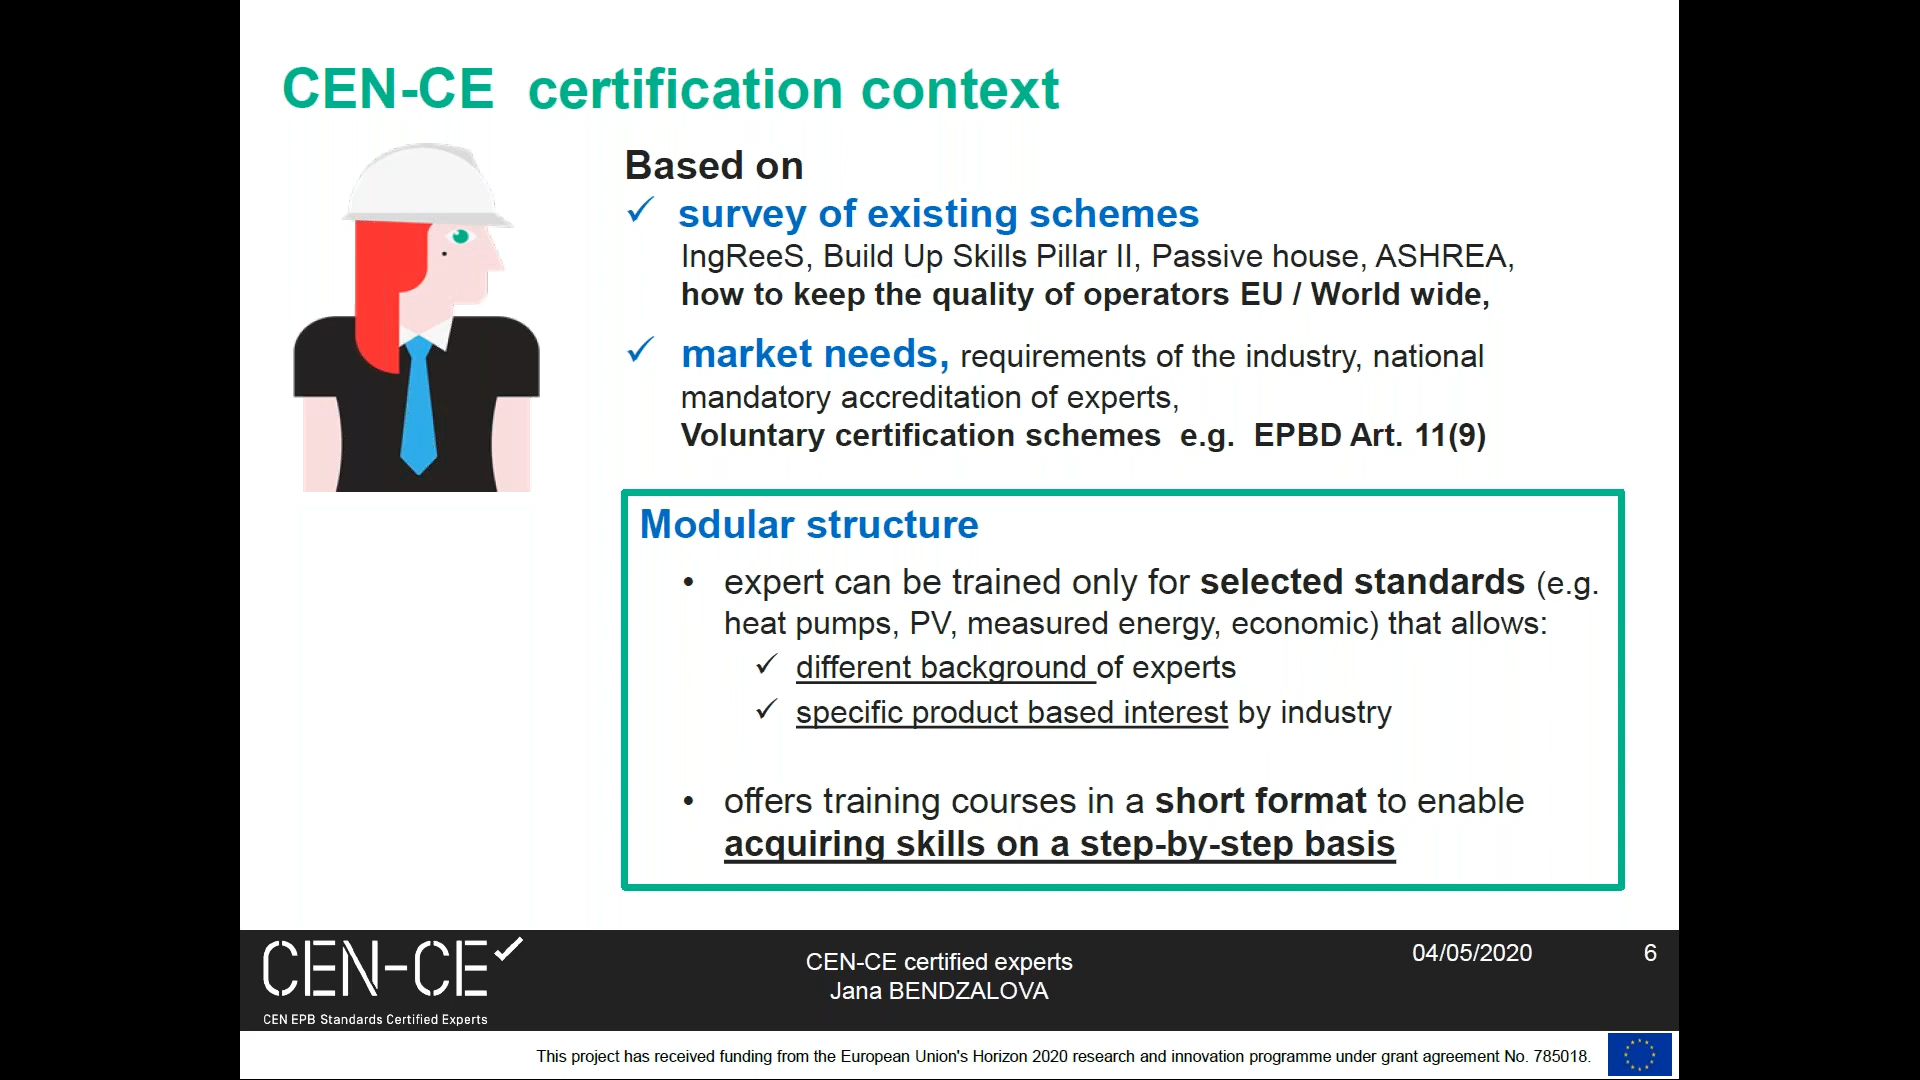 CEN-CE certification context
Based on
✓ survey of existing schemes
IngReeS, Build Up Skills Pillar II, Passive house, ASHREA,
how to keep the quality of operators EU / World wide,
✓ market needs, requirements of the industry, national
mandatory accreditation of experts,
Voluntary certification schemes e.g. EPBD Art. 11(9)
Modular structure
• expert can be trained only for selected standards (e.g.
heat pumps, PV, measured energy, economic) that allows:
✓ different background of experts
✓ specific product based interest by industry
• offers training courses in a short format to enable
acquiring skills on a step-by-step basis
CEN-CE
CEN EPB Standards Certified Experts
CEN-CE certified experts
Jana BENDZALOVA
04/05/2020
6
This project has received funding from the European Union's Horizon 2020 research and innovation programme under grant agreement No. 785018.